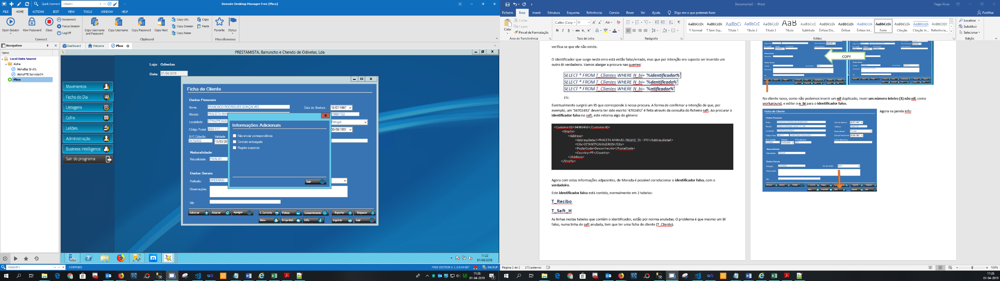 Quick Connect <Host>
Remote Desktop Manager Free [Pbco]
FILE HOME ACTIONS EDIT VIEW TOOLS WINDOW HELP
Open Session
View Password
Close
Reconnect
Focus Session
LogOff
Connect
Copy Username and Password
Copy Username
Copy Password
Copy Host
Copy URL
Copy Domain
Copy Name
Copy
Paste
Clipboard
Favorite
Status
Miscellaneous
Navigation
Dashboard
Welcome
Pbco
Name
Local Data Source
Aloha
AlohaBss Srv01
AlohaPTE Servidor04
Pbco
PRESTAMISTA, Barruncho e Chendo de Odivelas, Lda
Loja: Odivelas
Data: 01/04/2019
Movimentos
Fecho do Dia
Listagens
Cofre
Leilões
Administração
Business Intelligence
Sair do programa
Ficha de Cliente
Dados Pessoais
Nome: FRANCISCO RODRIGUES GONÇALVES
Data de Abertura: 18/07/1997
Morada: PRACETA MAN
219881122
Localidade: STºANTºCAVAL
Portugal
Código Postal: 2660-117
30/09/1951
BI/C.Cidadão: 34702452
Validade: 13/03/20
Naturalidade
Naturalidade: PAIALVO
Dados Gerais
Profissão: OPERÁRIO
Observações:
Nib:
Adicionar Alterar Apagar C. Corrente Fotos Consentimento Exportar Esquecer
Mov. Emprést. Info Imprimir Sair
Informações Adicionais
Não enviar correspondência
Contrato embargado
Registo suspenso
Sair
11:22
01/04/2019
<Search>
3 ENTRIES
FREE EDITION 5.1.3.0 64-BIT
BACKUP
11:26
01-04-2019
Documento2 - Word
Tiago Alves
Ficheiro Base Inserir Estrutura Esquema Referências Correio Rever Ver Ajuda Diga-me o que pretende fazer Partilhar
Colar
Cortar
Copiar
Pincel de Formatação
Área de Transferência
Calibri (Corp 11
Tipo de Letra
Parágrafo
¶ Normal ¶ Sem Esp... Título 1 Título 2 Título 3 Título Subtítulo Ênfase Dis... Ênfase Ênfase Int... Forte Citação Citação In... Referência...
Estilos
Localizar
Substituir
Selecionar
Edição
verifica-se que ele não existe.
O identificador que surge neste erro está então falso/errado, mas que por intenção era suposto ser inserido um
outro BI verdadeiro. Vamos alargar a procura nas queries:
SELECT * FROM T_Clientes WHERE N_bi= '%identificador%'
SELECT * FROM T_Clientes WHERE N_bi= '%dentificado%'
SELECT * FROM T_Clientes WHERE N_bi= '%ntificador%'
Etc.
Eventualmente surgirá um ID que corresponde à nossa procura. A forma de confirmar a intenção de que, por
exemplo, um '34702452' deveria ter sido escrito '4702452' é feita através da consulta do ficheiro saft. Ao procurar o
identificador falso no saft, este retorna algo do género:
<CustomerID>34702452</CustomerID>
<ShipTo>
<Address>
<AddressDetail>PRACETA MANUEL FIALHO_T1 - 5ºC</AddressDetail>
<City>STºANTºCAVALEIROS</City>
<PostalCode>Desconhecido</PostalCode>
<Country>PT</Country>
</Address>
</ShipTo>
Agora com estas informações adjacentes, de Morada é possível correlacionar o identificador falso, com o
verdadeiro.
Este identificador falso está contido, normalmente em 2 tabelas:
T_Recibo
T_Saft_H
As linhas nestas tabelas que contêm o identificador, estão por norma anuladas. O problema é que mesmo um BI
falso, numa linha de saft anulada, tem que ter uma ficha de cliente (T_Cliente).
COPY
No cliente novo, como não podemos inserir um nif duplicado, inseri um número inteiro (1) não nif, como
workaround, e editei o n_bi para o identificador falso.
Agora na janela info:
Ficha de Cliente
Dados Pessoais
Naturalidade
Dados Gerais
Página 2 de 2
273 palavras
100%
11:26
01-04-2019